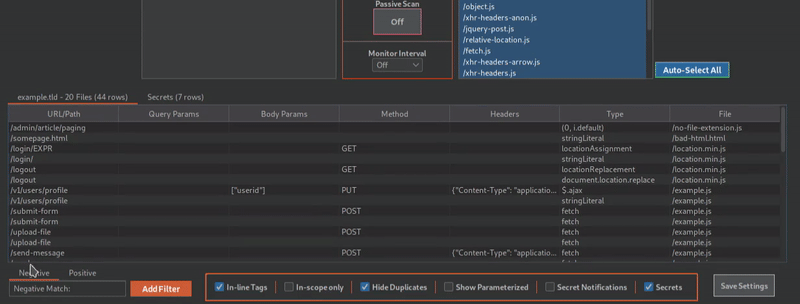 Passive Scan
Off
Monitor Interval
Off
/object.js
/xhr-headers-anon.js
/jquery-post.js
/relative-location.js
/fetch.js
/xhr-headers-arrow.js
/xhr-headers.js
Auto-Select All
example.tld - 20 Files (44 rows) Secrets (7 rows)
URL/Path Query Params Body Params Method Headers Type File
/admin/article/paging (0, i.default) /no-file-extension.js
/somepage.html stringLiteral /bad-html.html
/login/EXPR GET locationAssignment /location.min.js
/login/ stringLiteral /location.min.js
/logout GET locationReplacement /location.min.js
/logout document.location.replace /location.min.js
/v1/users/profile ["userid"] PUT {"Content-Type": "applicatio... $.ajax /example.js
/v1/users/profile stringLiteral /example.js
/submit-form POST fetch /example.js
/submit-form fetch /example.js
/upload-file POST fetch /example.js
/upload-file fetch /example.js
/send-message POST {"Content-Type": "applicatio... fetch /example.js
Negative Positive
Negative Match: Add Filter In-line Tags In-scope only Hide Duplicates Show Parameterized Secret Notifications Secrets Save Settings